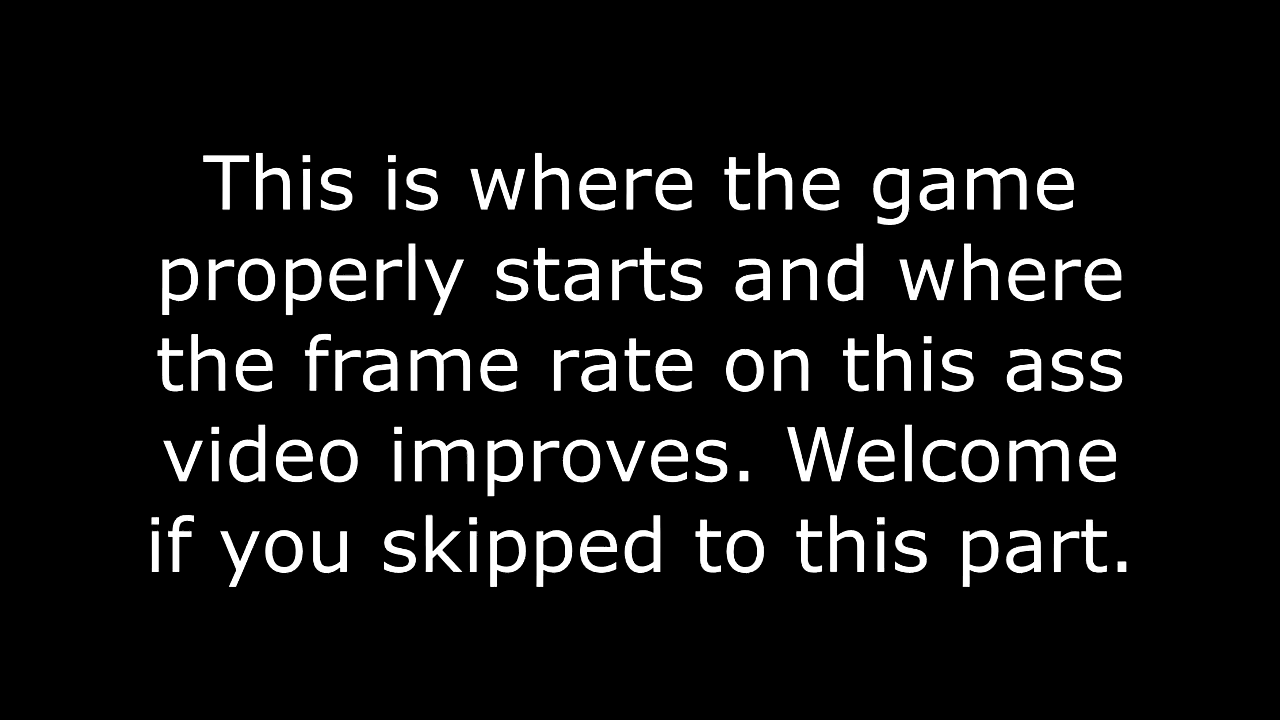 This is where the game
properly starts and where
the frame rate on this ass
video improves. Welcome
if you skipped to this part.